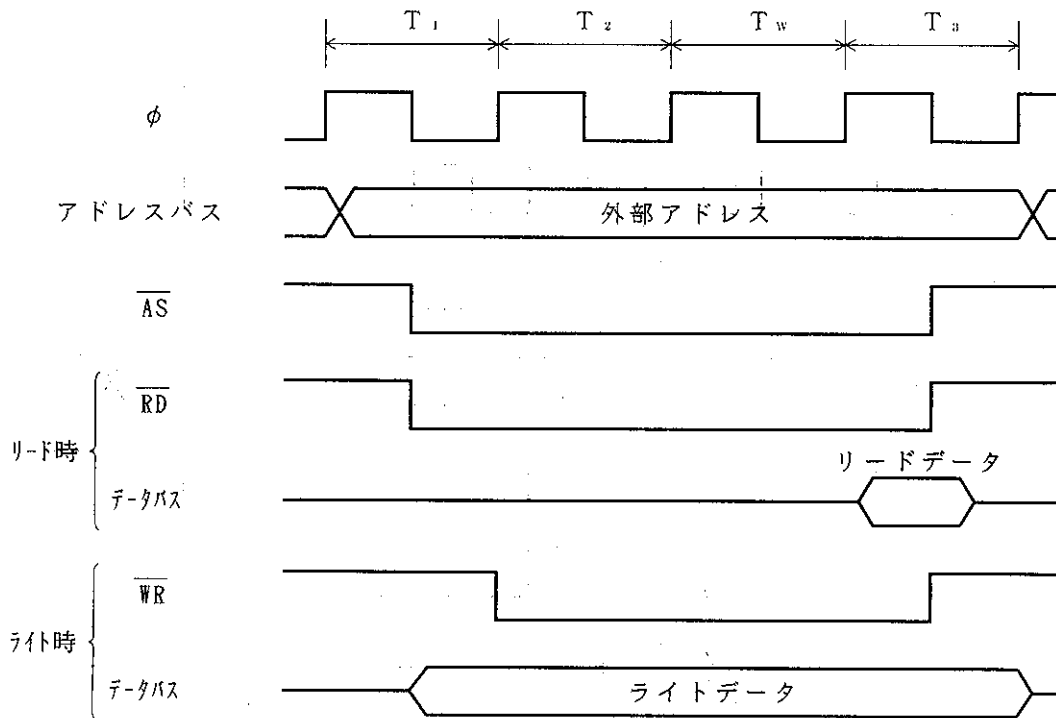 T₁ T₂ Tw T₃
φ
アドレスバス 外部アドレス
AS
リード時
RD
リードデータ
データバス
ライト時
WR
データバス ライトデータ